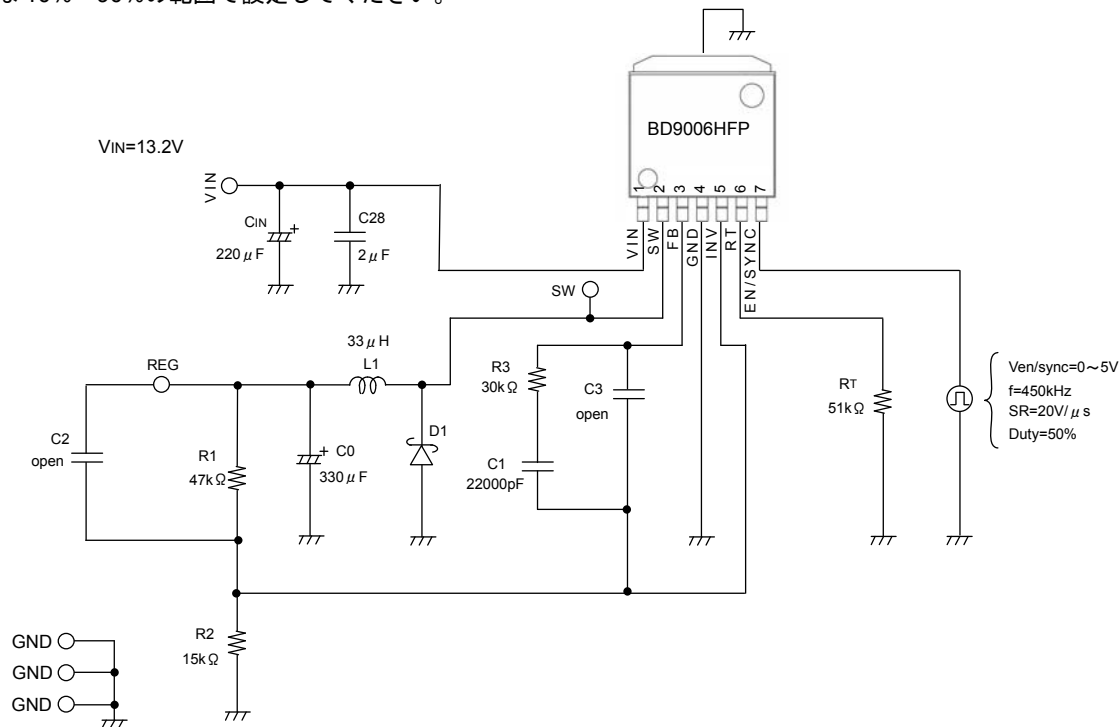 BD9006HFP
VIN=13.2V
VIN
CIN
+
220μF
C28
2μF
1
2
3
4
5
6
7
VIN
SW
FB
GND
INV
RT
EN/SYNC
SW
33μH
L1
REG
C2
open
R1
47kΩ
+ C0
330μF
D1
R3
30kΩ
C3
open
C1
22000pF
RT
51kΩ
Ven/sync=0~5V
f=450kHz
SR=20V/μs
Duty=50%
R2
15kΩ
GND
GND
GND